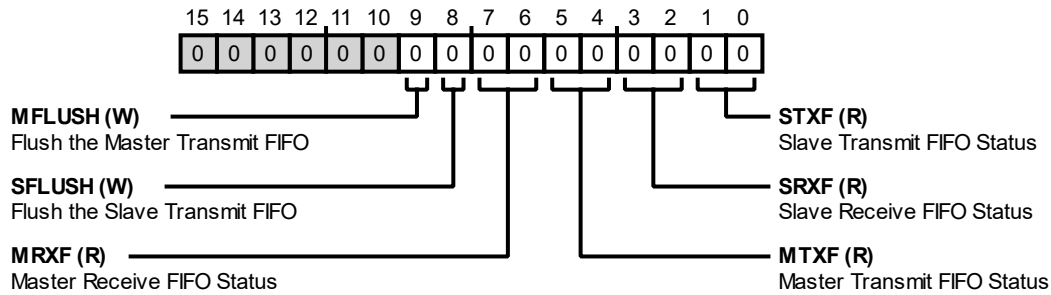 15 14 13 12 11 10 9 8 7 6 5 4 3 2 1 0
0 0 0 0 0 0 0 0 0 0 0 0 0 0 0 0
MFLUSH (W)
Flush the Master Transmit FIFO
SFLUSH (W)
Flush the Slave Transmit FIFO
MRXF (R)
Master Receive FIFO Status
STXF (R)
Slave Transmit FIFO Status
SRXF (R)
Slave Receive FIFO Status
MTXF (R)
Master Transmit FIFO Status